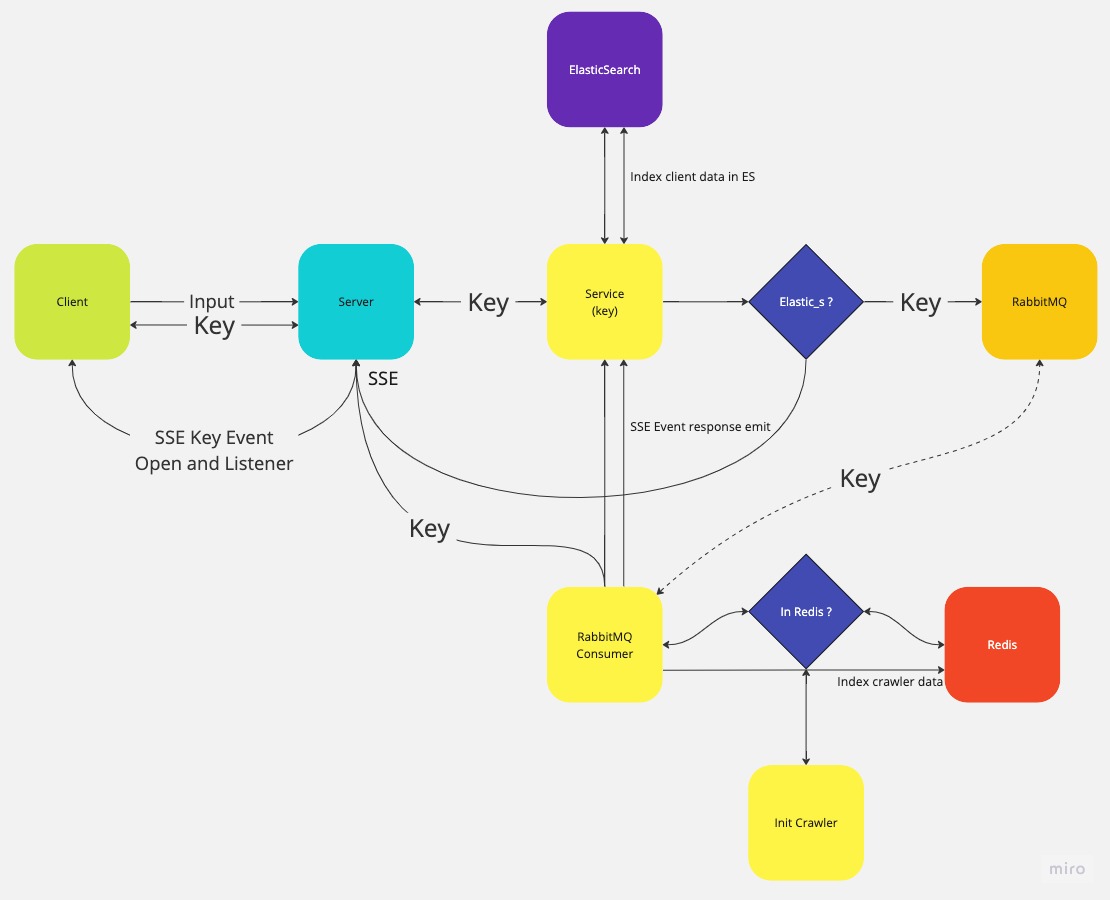 ElasticSearch
Index client data in ES
Client
Input
Key
Server
Key
Service
(key)
Elastic_s ?
Key
RabbitMQ
SSE
SSE Key Event
Open and Listener
SSE Event response emit
Key
Key
RabbitMQ
Consumer
In Redis ?
Redis
Index crawler data
Init Crawler
miro